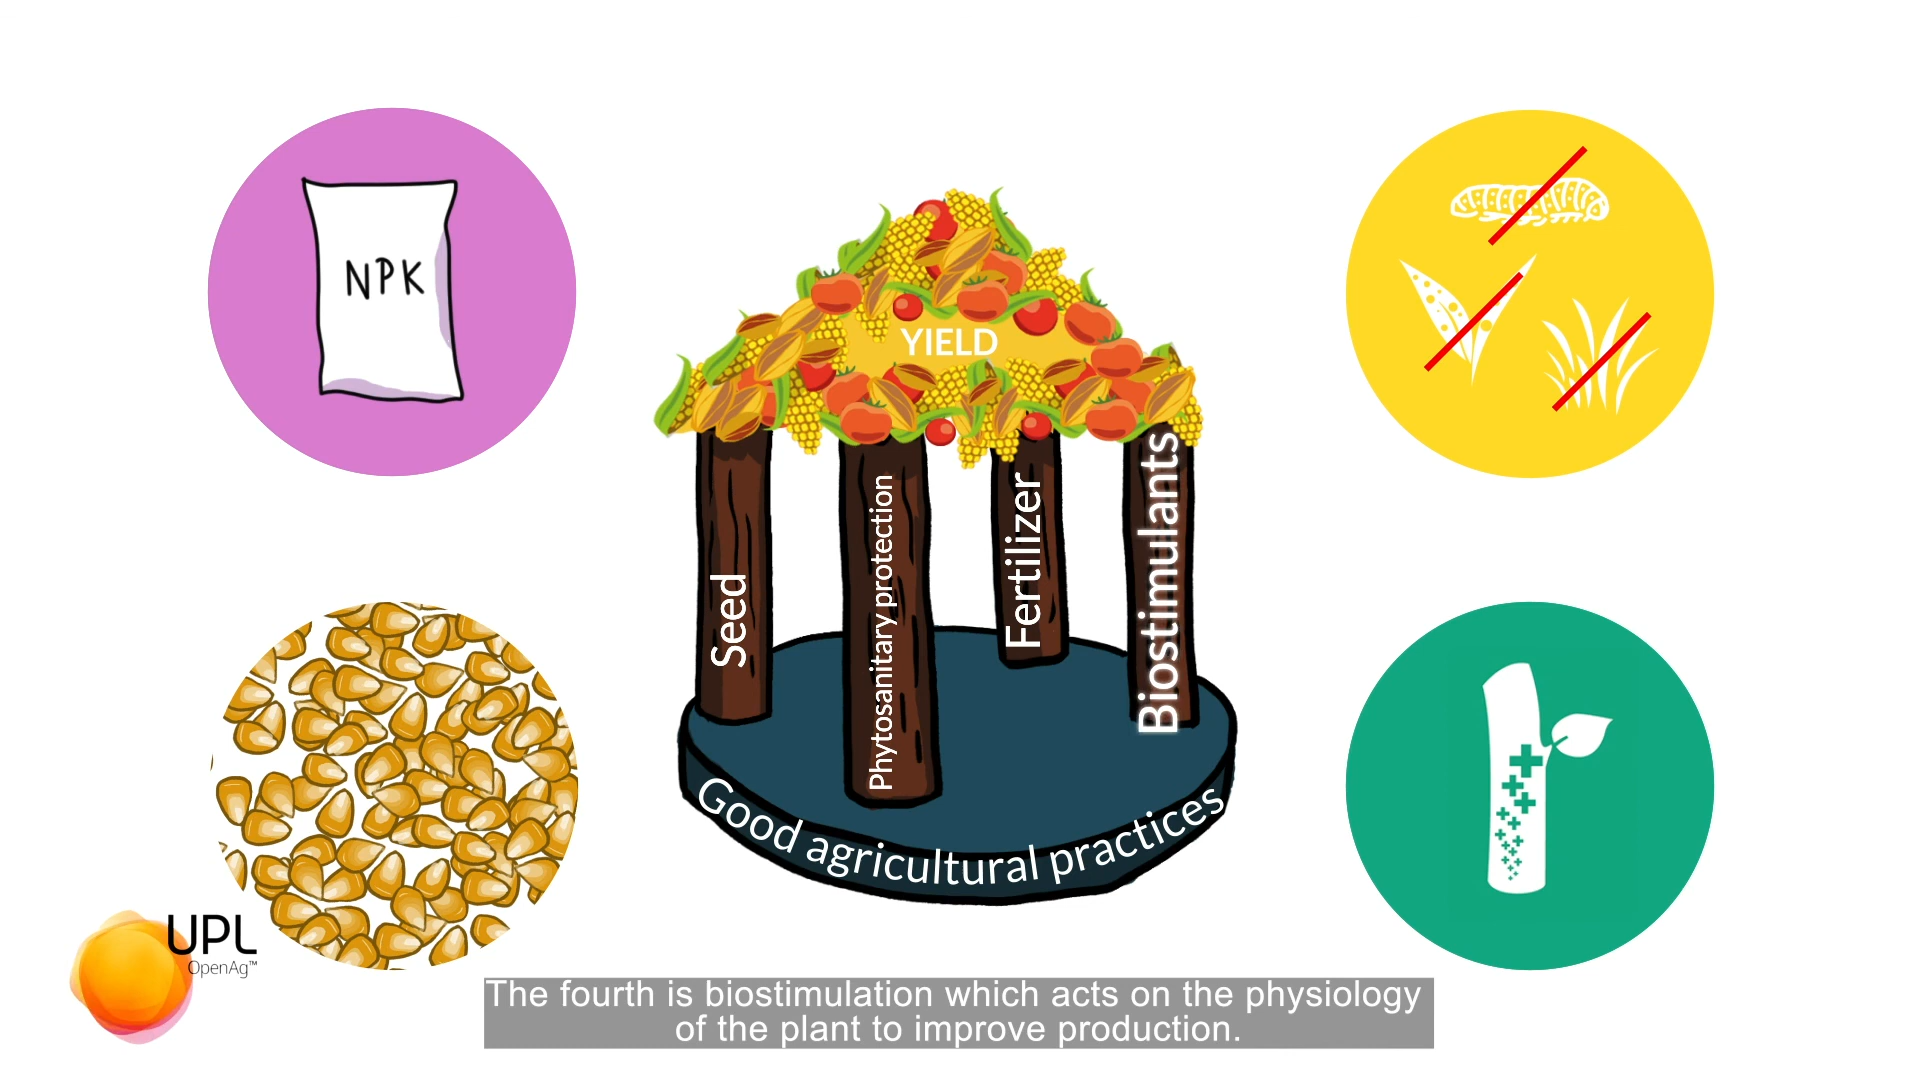 NPK
YIELD
Seed
Phytosanitary protection
Fertilizer
Biostimulants
Good agricultural practices
UPL
OpenAg™
The fourth is biostimulation which acts on the physiology
of the plant to improve production.